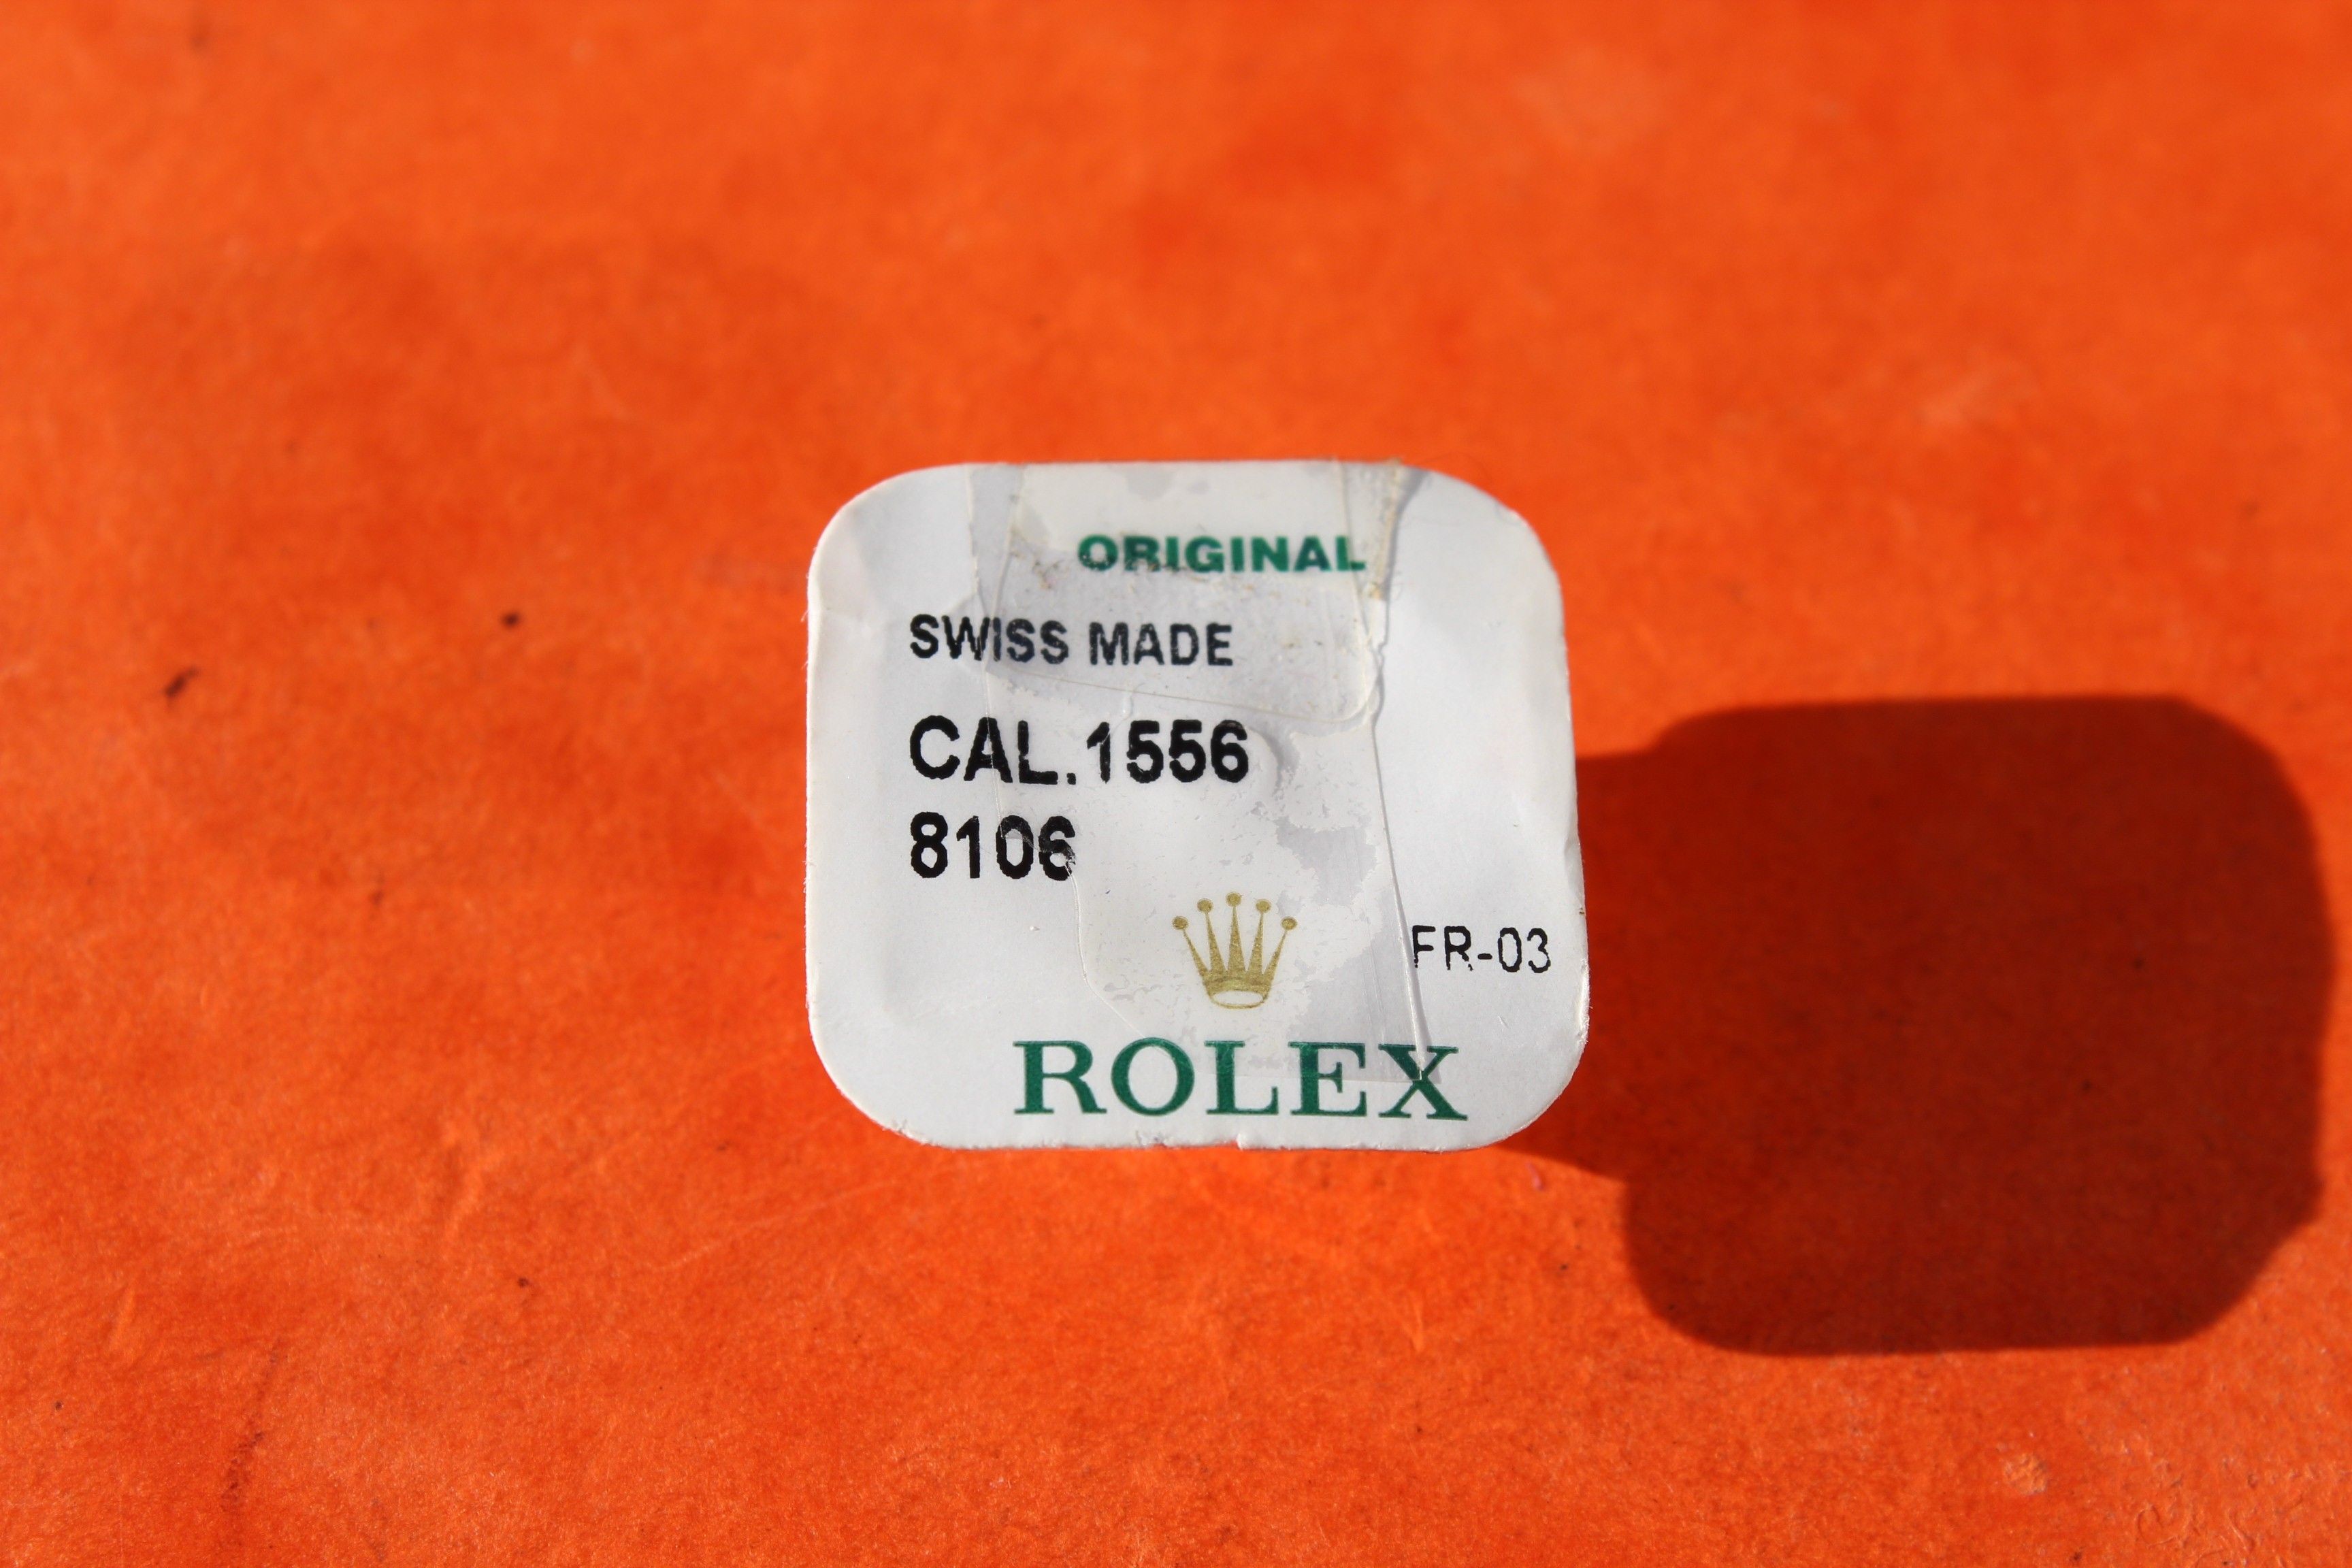 ORIGINAL
SWISS MADE
CAL.1556
8106
FR-03
ROLEX